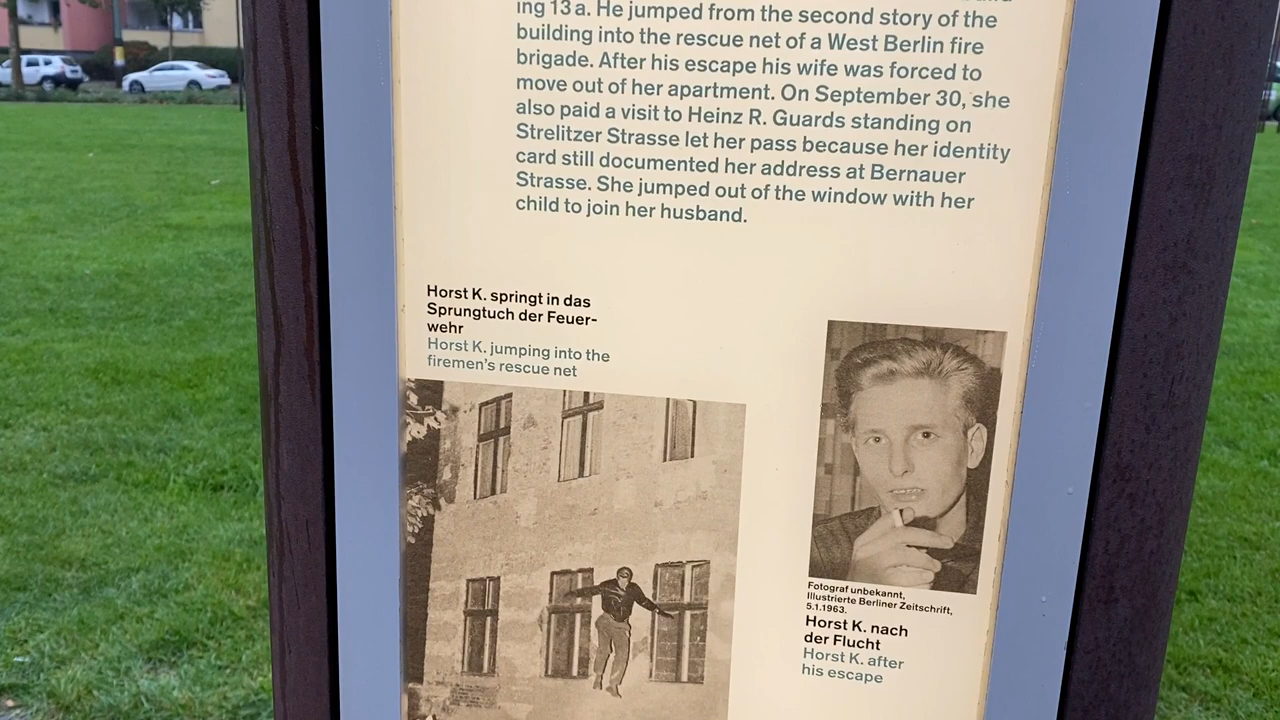 ing 13 a. He jumped from the second story of the
building into the rescue net of a West Berlin fire
brigade. After his escape his wife was forced to
move out of her apartment. On September 30, she
also paid a visit to Heinz R. Guards standing on
Strelitzer Strasse let her pass because her identity
card still documented her address at Bernauer
Strasse. She jumped out of the window with her
child to join her husband.
Horst K. springt in das
Sprungtuch der Feuer-
wehr
Horst K. jumping into the
firemen's rescue net
Fotograf unbekannt,
Illustrierte Berliner Zeitschrift,
5.1.1963.
Horst K. nach
der Flucht
Horst K. after
his escape